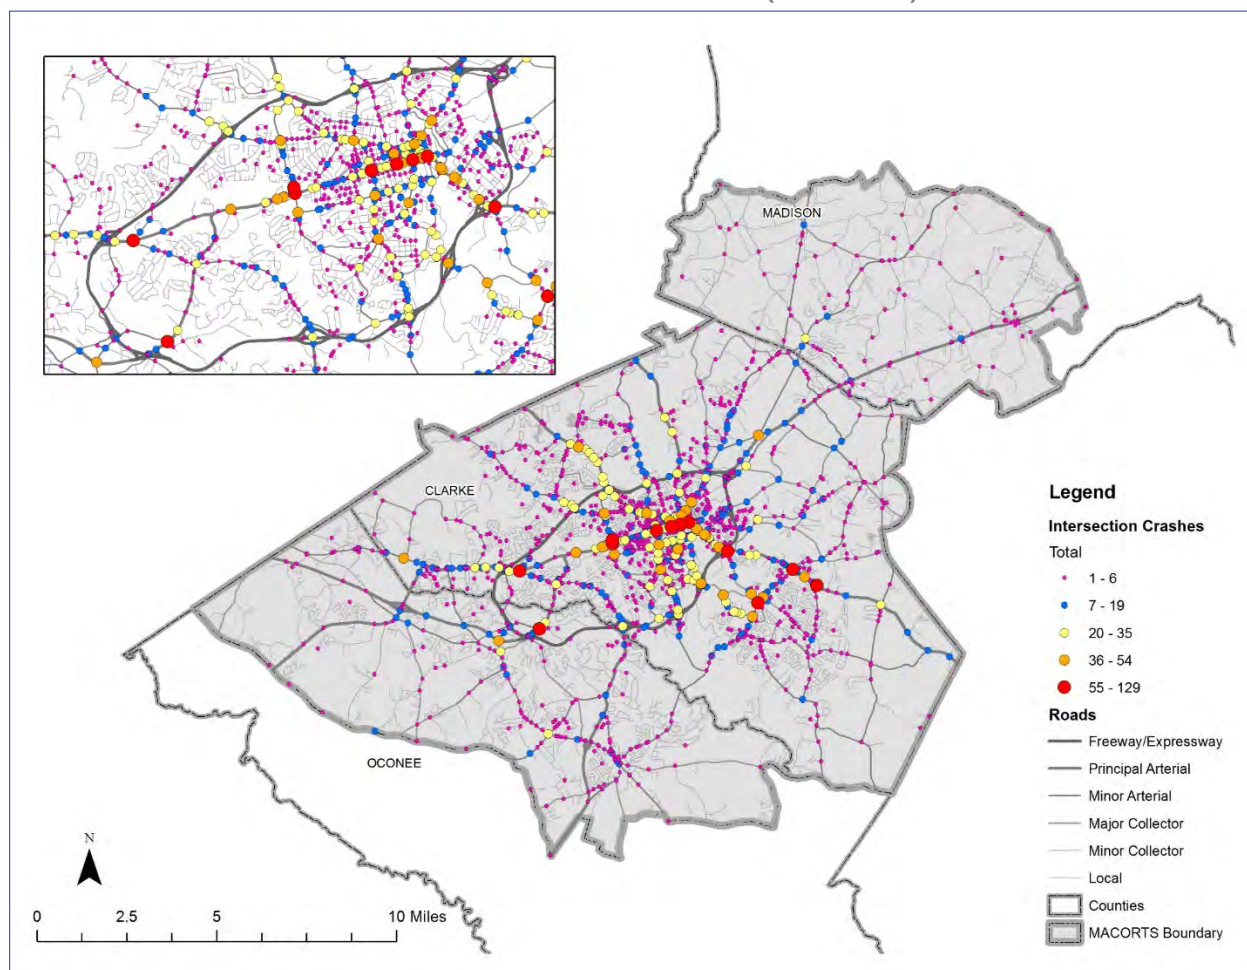 MADISON
CLARKE
OCONEE
Legend
Intersection Crashes
Total
1 - 6
7 - 19
20 - 35
36 - 54
55 - 129
Roads
Freeway/Expressway
Principal Arterial
Minor Arterial
Major Collector
Minor Collector
Local
Counties
MACORTS Boundary
N
0 2.5 5 10 Miles